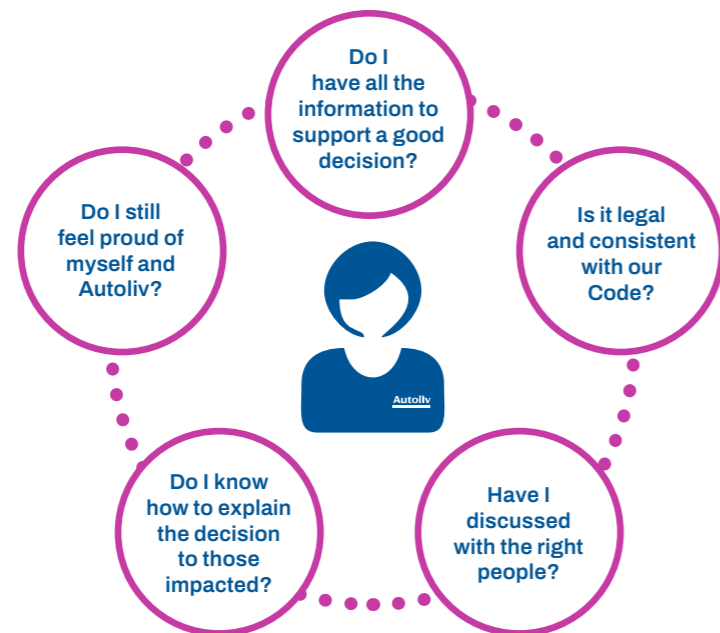 Do I
have all the
information to
support a good
decision?
Is it legal
and consistent
with our
Code?
Have I
discussed
with the right
people?
Do I know
how to explain
the decision
to those
impacted?
Do I still
feel proud of
myself and
Autoliv?
Autoliv